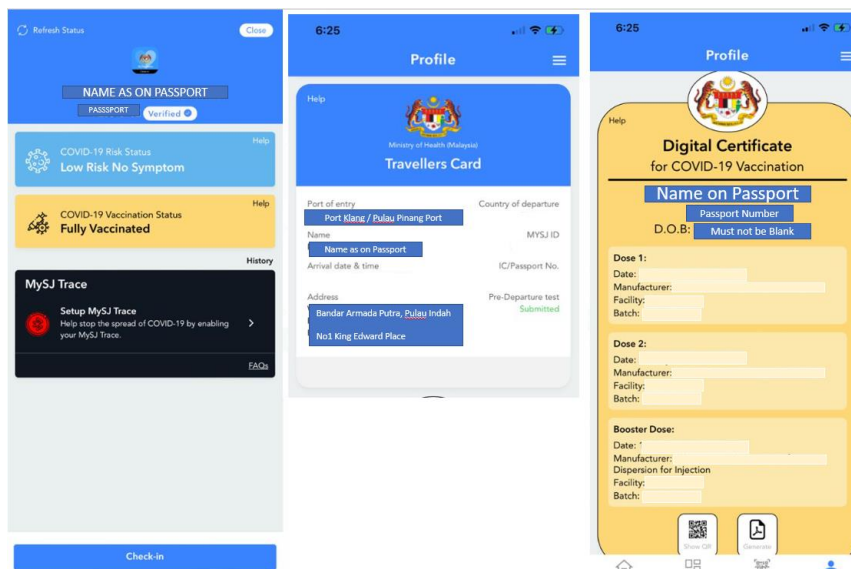 Refresh Status
Close
NAME AS ON PASSPORT
PASSSPORT
Verified
Help
COVID-19 Risk Status
Low Risk No Symptom
Help
COVID-19 Vaccination Status
Fully Vaccinated
History
MySJ Trace
Setup MySJ Trace
Help stop the spread of COVID-19 by enabling
your MySJ Trace.
FAQs
Check-in
6:25
Profile
Help
Ministry of Health (Malaysia)
Travellers Card
Port of entry
Country of departure
Port Klang / Pulau Pinang Port
Name
MYSJ ID
Name as on Passport
Arrival date & time
IC/Passport No.
Address
Pre-Departure test
Submitted
Bandar Armada Putra, Pulau Indah
No1 King Edward Place
6:25
Profile
Help
Digital Certificate
for COVID-19 Vaccination
Name on Passport
Passport Number
D.O.B:
Must not be Blank
Dose 1:
Date:
Manufacturer:
Facility:
Batch:
Dose 2:
Date:
Manufacturer:
Facility:
Batch:
Booster Dose:
Date:
Manufacturer:
Dispersion for Injection
Facility:
Batch:
Show QR
Generate